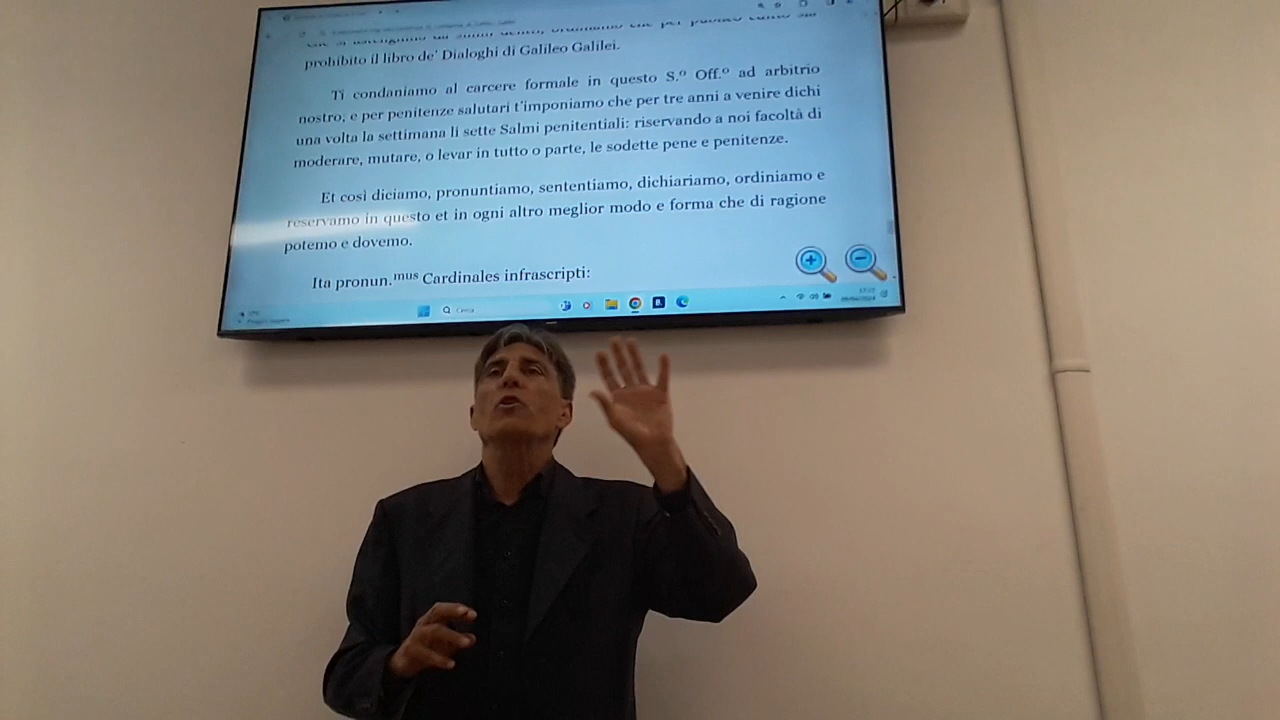 prohibito il libro de' Dialoghi di Galileo Galilei.
Ti condaniamo al carcere formale in questo S.º Off.º ad arbitrio
nostro, e per penitenze salutari t'imponiamo che per tre anni a venire dichi
una volta la settimana li sette Salmi penitentiali: riservando a noi facoltà di
moderare, mutare, o levar in tutto o parte, le sodette pene e penitenze.
Et così diciamo, pronuntiamo, sententiamo, dichiariamo, ordiniamo e
reservamo in questo et in ogni altro meglior modo e forma che di ragione
potemo e dovemo.
Ita pronun.mus Cardinales infrascripti:
Cerca